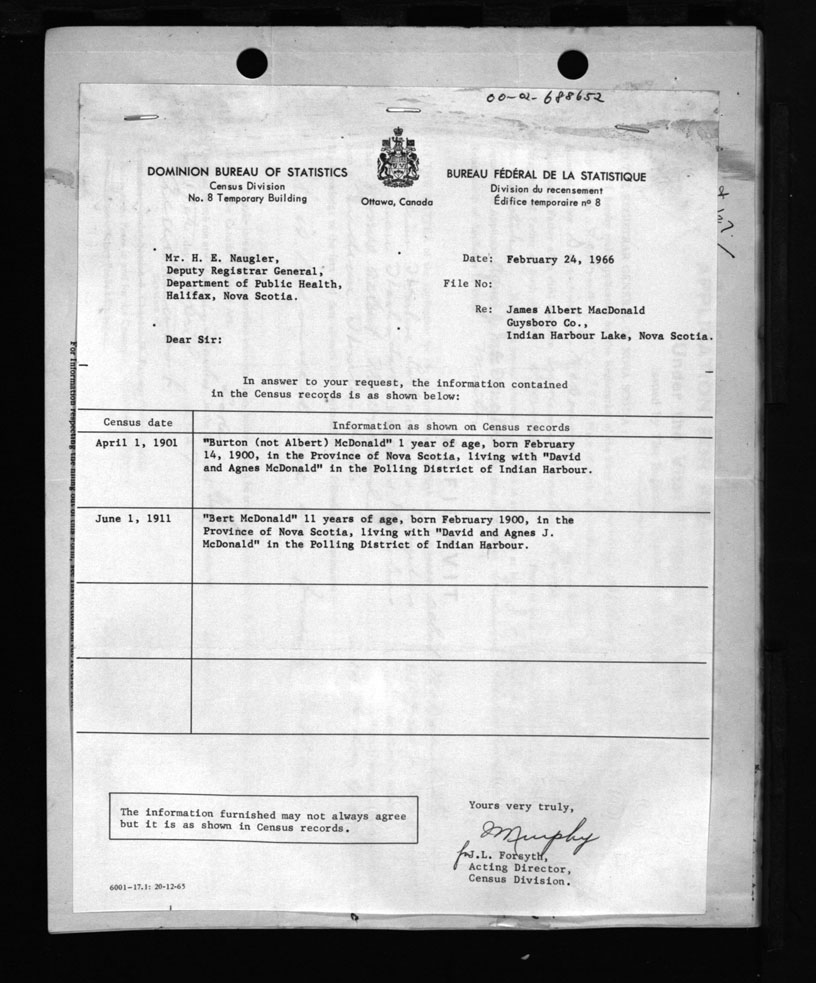 00-02-688652
DOMINION BUREAU OF STATISTICS
Census Division
No. 8 Temporary Building
Ottawa, Canada
BUREAU FÉDÉRAL DE LA STATISTIQUE
Division du recensement
Édifice temporaire nº 8
Mr. H. E. Naugler,
Deputy Registrar General,
Department of Public Health,
Halifax, Nova Scotia.
Date: February 24, 1966
File No:
Re: James Albert MacDonald
Guysboro Co.,
Indian Harbour Lake, Nova Scotia.
Dear Sir:
In answer to your request, the information contained
in the Census records is as shown below:
Census date
Information as shown on Census records
April 1, 1901
"Burton (not Albert) McDonald" 1 year of age, born February
14, 1900, in the Province of Nova Scotia, living with "David
and Agnes McDonald" in the Polling District of Indian Harbour.
June 1, 1911
"Bert McDonald" 11 years of age, born February 1900, in the
Province of Nova Scotia, living with "David and Agnes J.
McDonald" in the Polling District of Indian Harbour.
The information furnished may not always agree
but it is as shown in Census records.
Yours very truly,
JMurphy
for J.L. Forsyth,
Acting Director,
Census Division.
6001-17.1: 20-12-65
For information respecting the